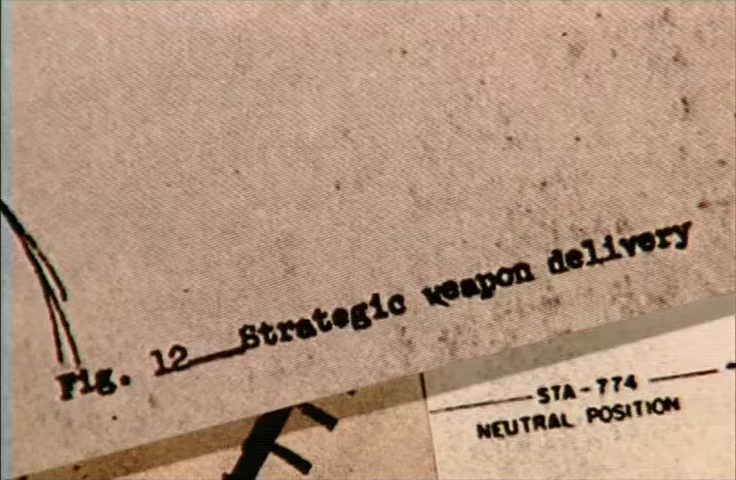 Fig. 12—Strategic weapon delivery
STA-774
NEUTRAL POSITION